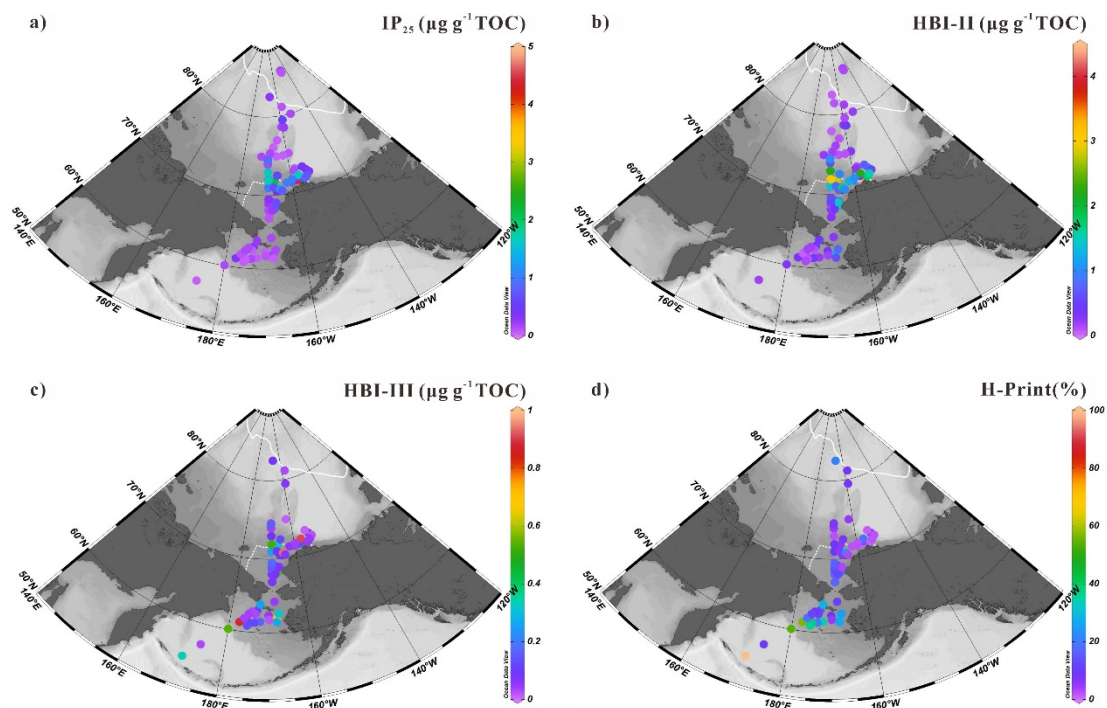 a) IP₂₅ (µg g⁻¹ TOC)
80°N
70°N
60°N
50°N
140°E
160°E
180°E
160°W
140°W
120°W
5
4
3
2
1
0
Ocean Data View
b) HBI-II (µg g⁻¹ TOC)
80°N
70°N
60°N
50°N
140°E
160°E
180°E
160°W
140°W
120°W
4
3
2
1
0
Ocean Data View
c) HBI-III (µg g⁻¹ TOC)
80°N
70°N
60°N
50°N
140°E
160°E
180°E
160°W
140°W
120°W
1
0.8
0.6
0.4
0.2
0
Ocean Data View
d) H-Print(%)
80°N
70°N
60°N
50°N
140°E
160°E
180°E
160°W
140°W
120°W
100
80
60
40
20
0
Ocean Data View